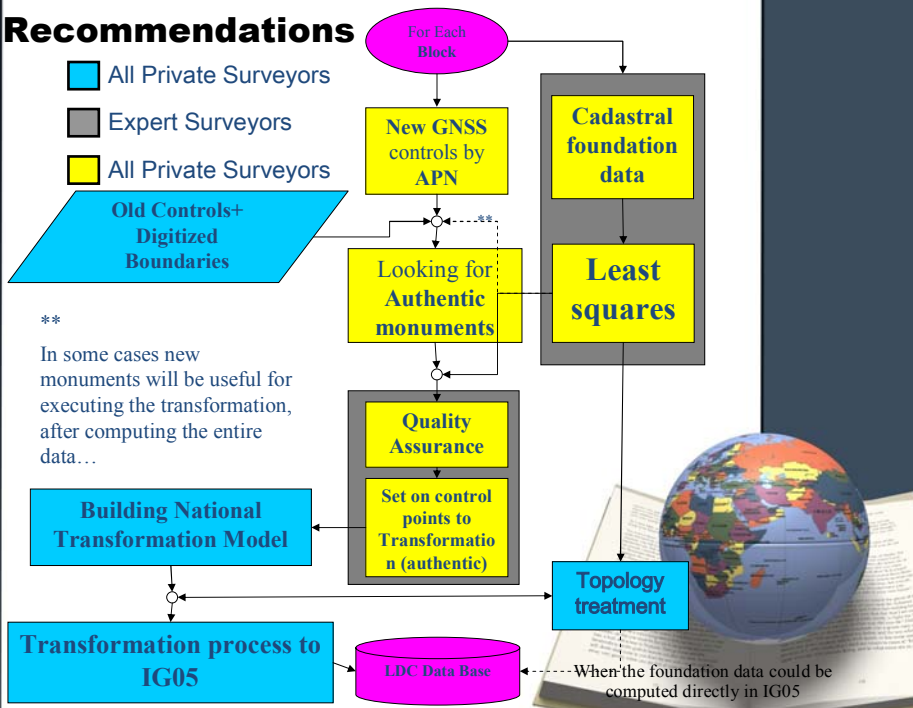 Recommendations
All Private Surveyors
Expert Surveyors
All Private Surveyors
For Each
Block
New GNSS
controls by
APN
Cadastral
foundation
data
Old Controls+
Digitized
Boundaries
**
Looking for
Authentic
monuments
Least
squares
**
In some cases new
monuments will be useful for
executing the transformation,
after computing the entire
data…
Quality
Assurance
Set on control
points to
Transformatio
n (authentic)
Building National
Transformation Model
Topology
treatment
Transformation process to
IG05
LDC Data Base
When the foundation data could be
computed directly in IG05